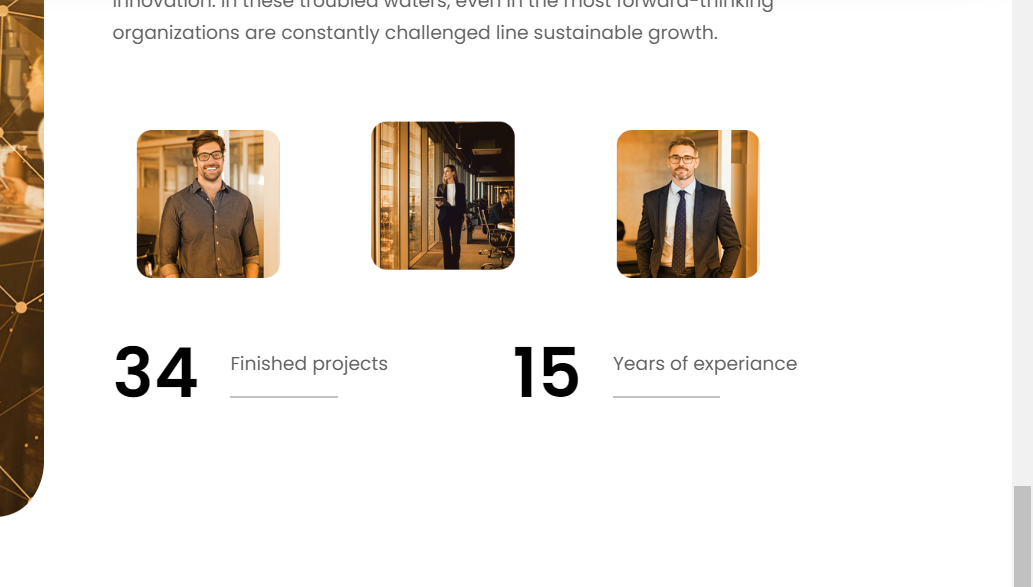 innovation. In these troubled waters, even in the most forward-thinking
organizations are constantly challenged line sustainable growth.
34 Finished projects
15 Years of experiance